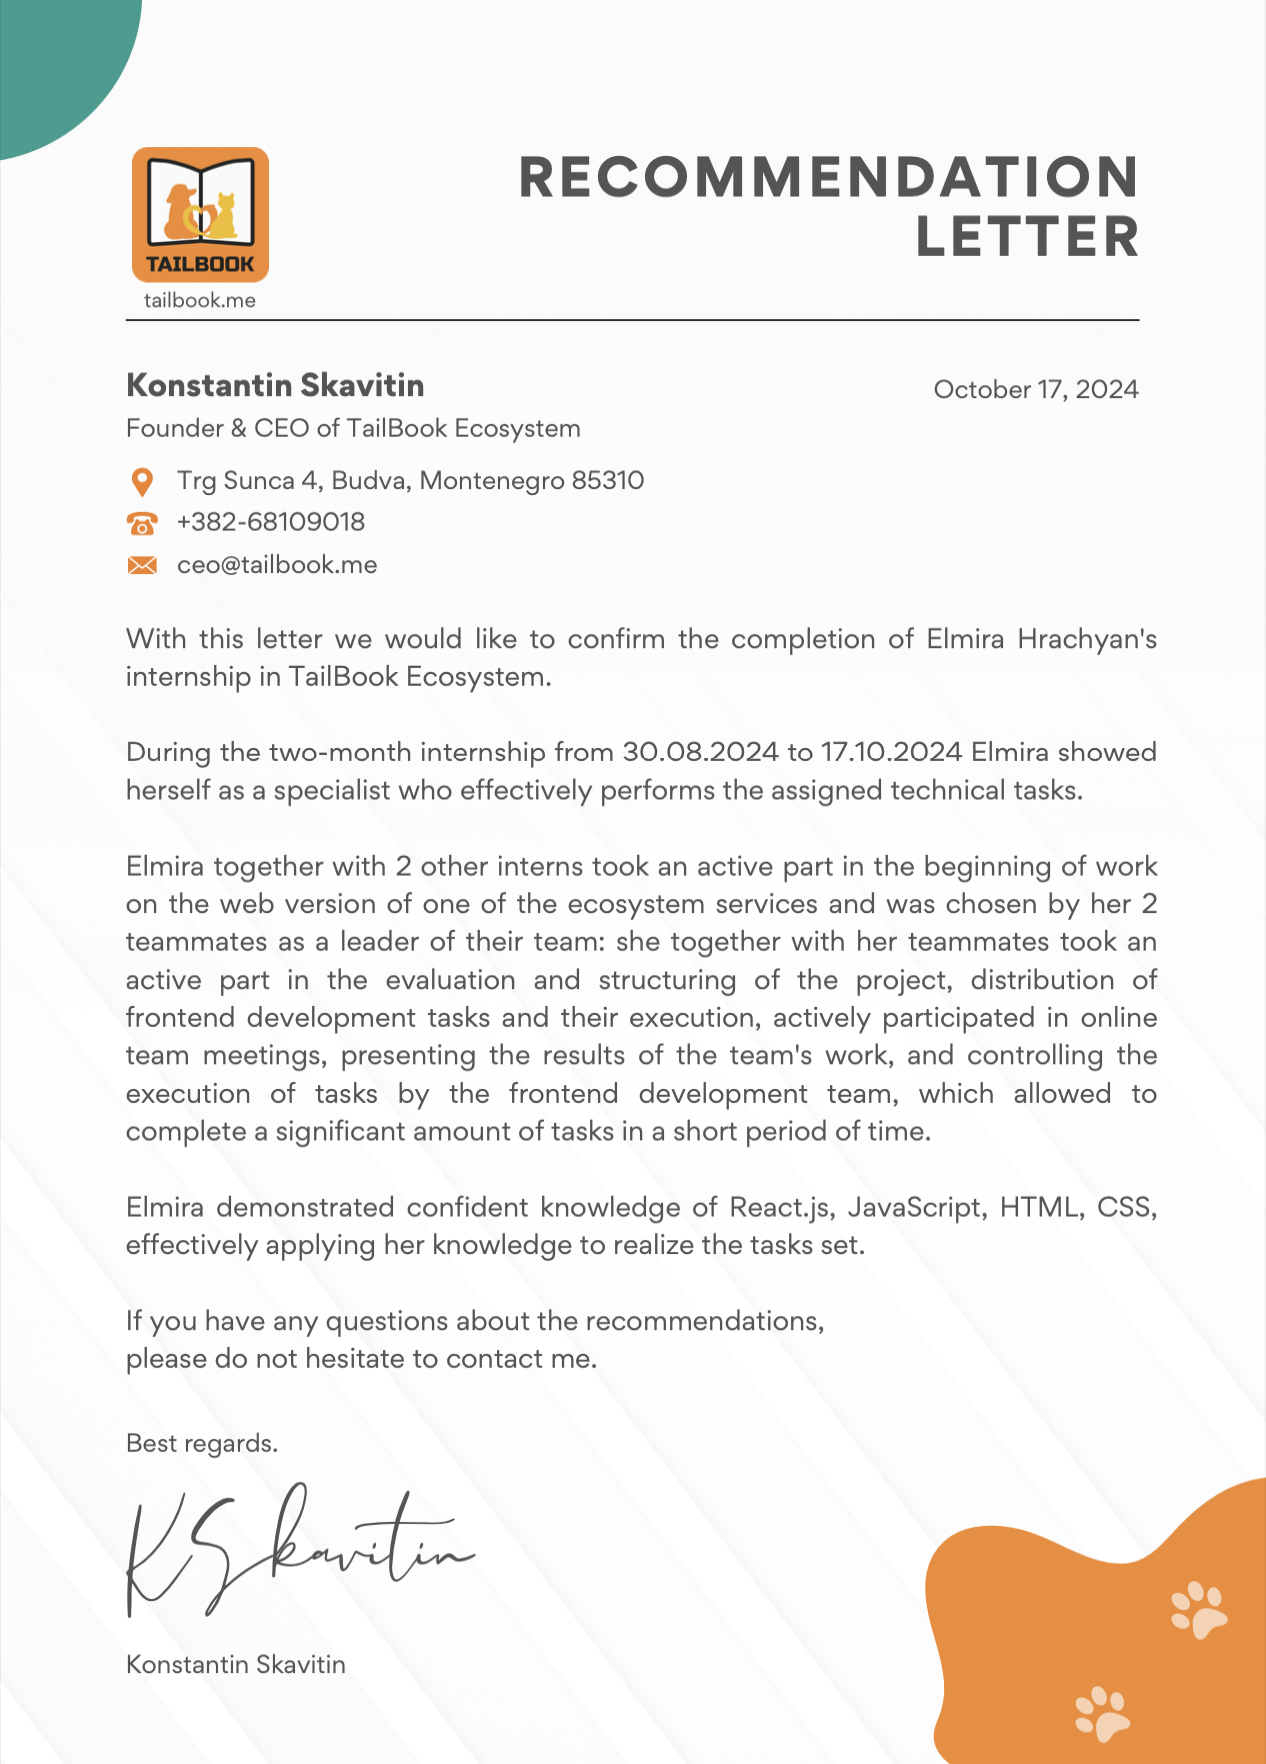 RECOMMENDATION
LETTER
TAILBOOK
tailbook.me
Konstantin Skavitin
October 17, 2024
Founder & CEO of TailBook Ecosystem
Trg Sunca 4, Budva, Montenegro 85310
+382-68109018
ceo@tailbook.me
With this letter we would like to confirm the completion of Elmira Hrachyan's
internship in TailBook Ecosystem.
During the two-month internship from 30.08.2024 to 17.10.2024 Elmira showed
herself as a specialist who effectively performs the assigned technical tasks.
Elmira together with 2 other interns took an active part in the beginning of work
on the web version of one of the ecosystem services and was chosen by her 2
teammates as a leader of their team: she together with her teammates took an
active part in the evaluation and structuring of the project, distribution of
frontend development tasks and their execution, actively participated in online
team meetings, presenting the results of the team's work, and controlling the
execution of tasks by the frontend development team, which allowed to
complete a significant amount of tasks in a short period of time.
Elmira demonstrated confident knowledge of React.js, JavaScript, HTML, CSS,
effectively applying her knowledge to realize the tasks set.
If you have any questions about the recommendations,
please do not hesitate to contact me.
Best regards.
KSkavitin
Konstantin Skavitin